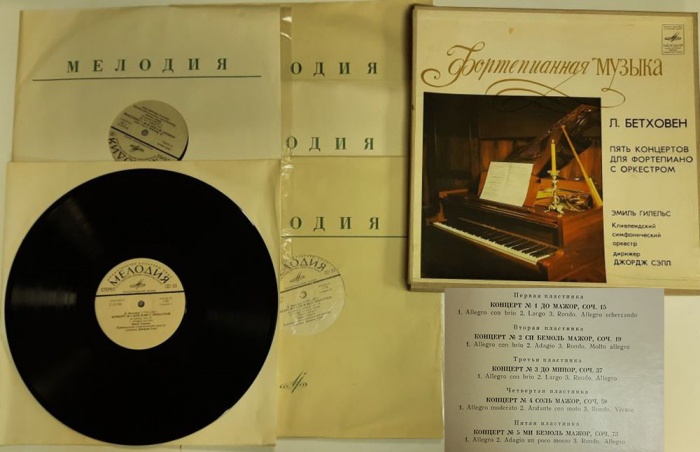 МЕЛОДИЯ
ОДИЯ
ОДИЯ
ОДИЯ
МЕЛОДИЯ
Фортепианная музыка
Л. БЕТХОВЕН
ПЯТЬ КОНЦЕРТОВ
ДЛЯ ФОРТЕПИАНО
С ОРКЕСТРОМ
ЭМИЛЬ ГИЛЕЛЬС
Кливлендский
симфонический
оркестр
дирижер
ДЖОРДЖ СЭЛЛ
Первая пластинка
КОНЦЕРТ № 1 ДО МАЖОР, СОЧ. 15
1. Allegro con brio 2. Largo 3. Rondo. Allegro scherzando
Вторая пластинка
КОНЦЕРТ № 2 СИ БЕМОЛЬ МАЖОР, СОЧ. 19
1. Allegro con brio 2. Adagio 3. Rondo. Molto allegro
Третья пластинка
КОНЦЕРТ № 3 ДО МИНОР, СОЧ. 37
1. Allegro con brio 2. Largo 3. Rondo. Allegro
Четвертая пластинка
КОНЦЕРТ № 4 СОЛЬ МАЖОР, СОЧ. 58
1. Allegro moderato 2. Andante con moto 3. Rondo. Vivace
Пятая пластинка
КОНЦЕРТ № 5 МИ БЕМОЛЬ МАЖОР, СОЧ. 73
1. Allegro 2. Adagio un poco mosso 3. Rondo. Allegro